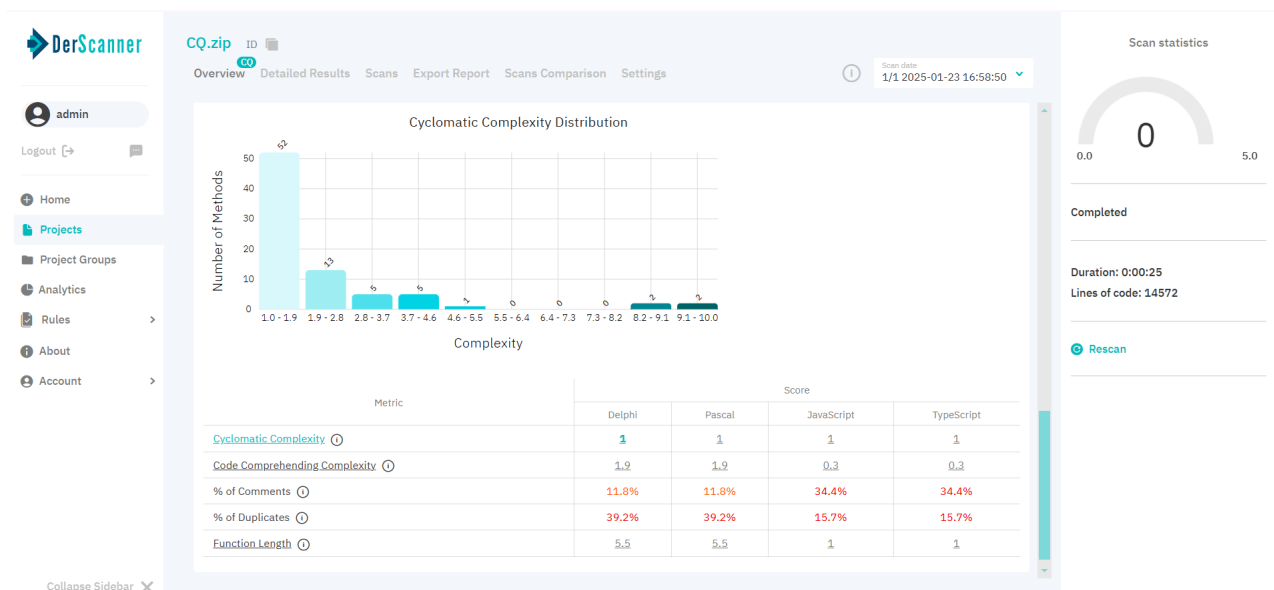 DerScanner
admin
Logout
Home
Projects
Project Groups
Analytics
Rules
About
Account
Collapse Sidebar
CQ.zip ID
Overview CQ Detailed Results Scans Export Report Scans Comparison Settings
Scan date
1/1 2025-01-23 16:58:50
Cyclomatic Complexity Distribution
Number of Methods
50
40
30
20
10
0
52 13 5 5 1 0 0 0 2 2
1.0 - 1.9 1.9 - 2.8 2.8 - 3.7 3.7 - 4.6 4.6 - 5.5 5.5 - 6.4 6.4 - 7.3 7.3 - 8.2 8.2 - 9.1 9.1 - 10.0
Complexity
Metric Score
Delphi Pascal JavaScript TypeScript
Cyclomatic Complexity 1 1 1 1
Code Comprehending Complexity 1.9 1.9 0.3 0.3
% of Comments 11.8% 11.8% 34.4% 34.4%
% of Duplicates 39.2% 39.2% 15.7% 15.7%
Function Length 5.5 5.5 1 1
Scan statistics
0
0.0 5.0
Completed
Duration: 0:00:25
Lines of code: 14572
Rescan